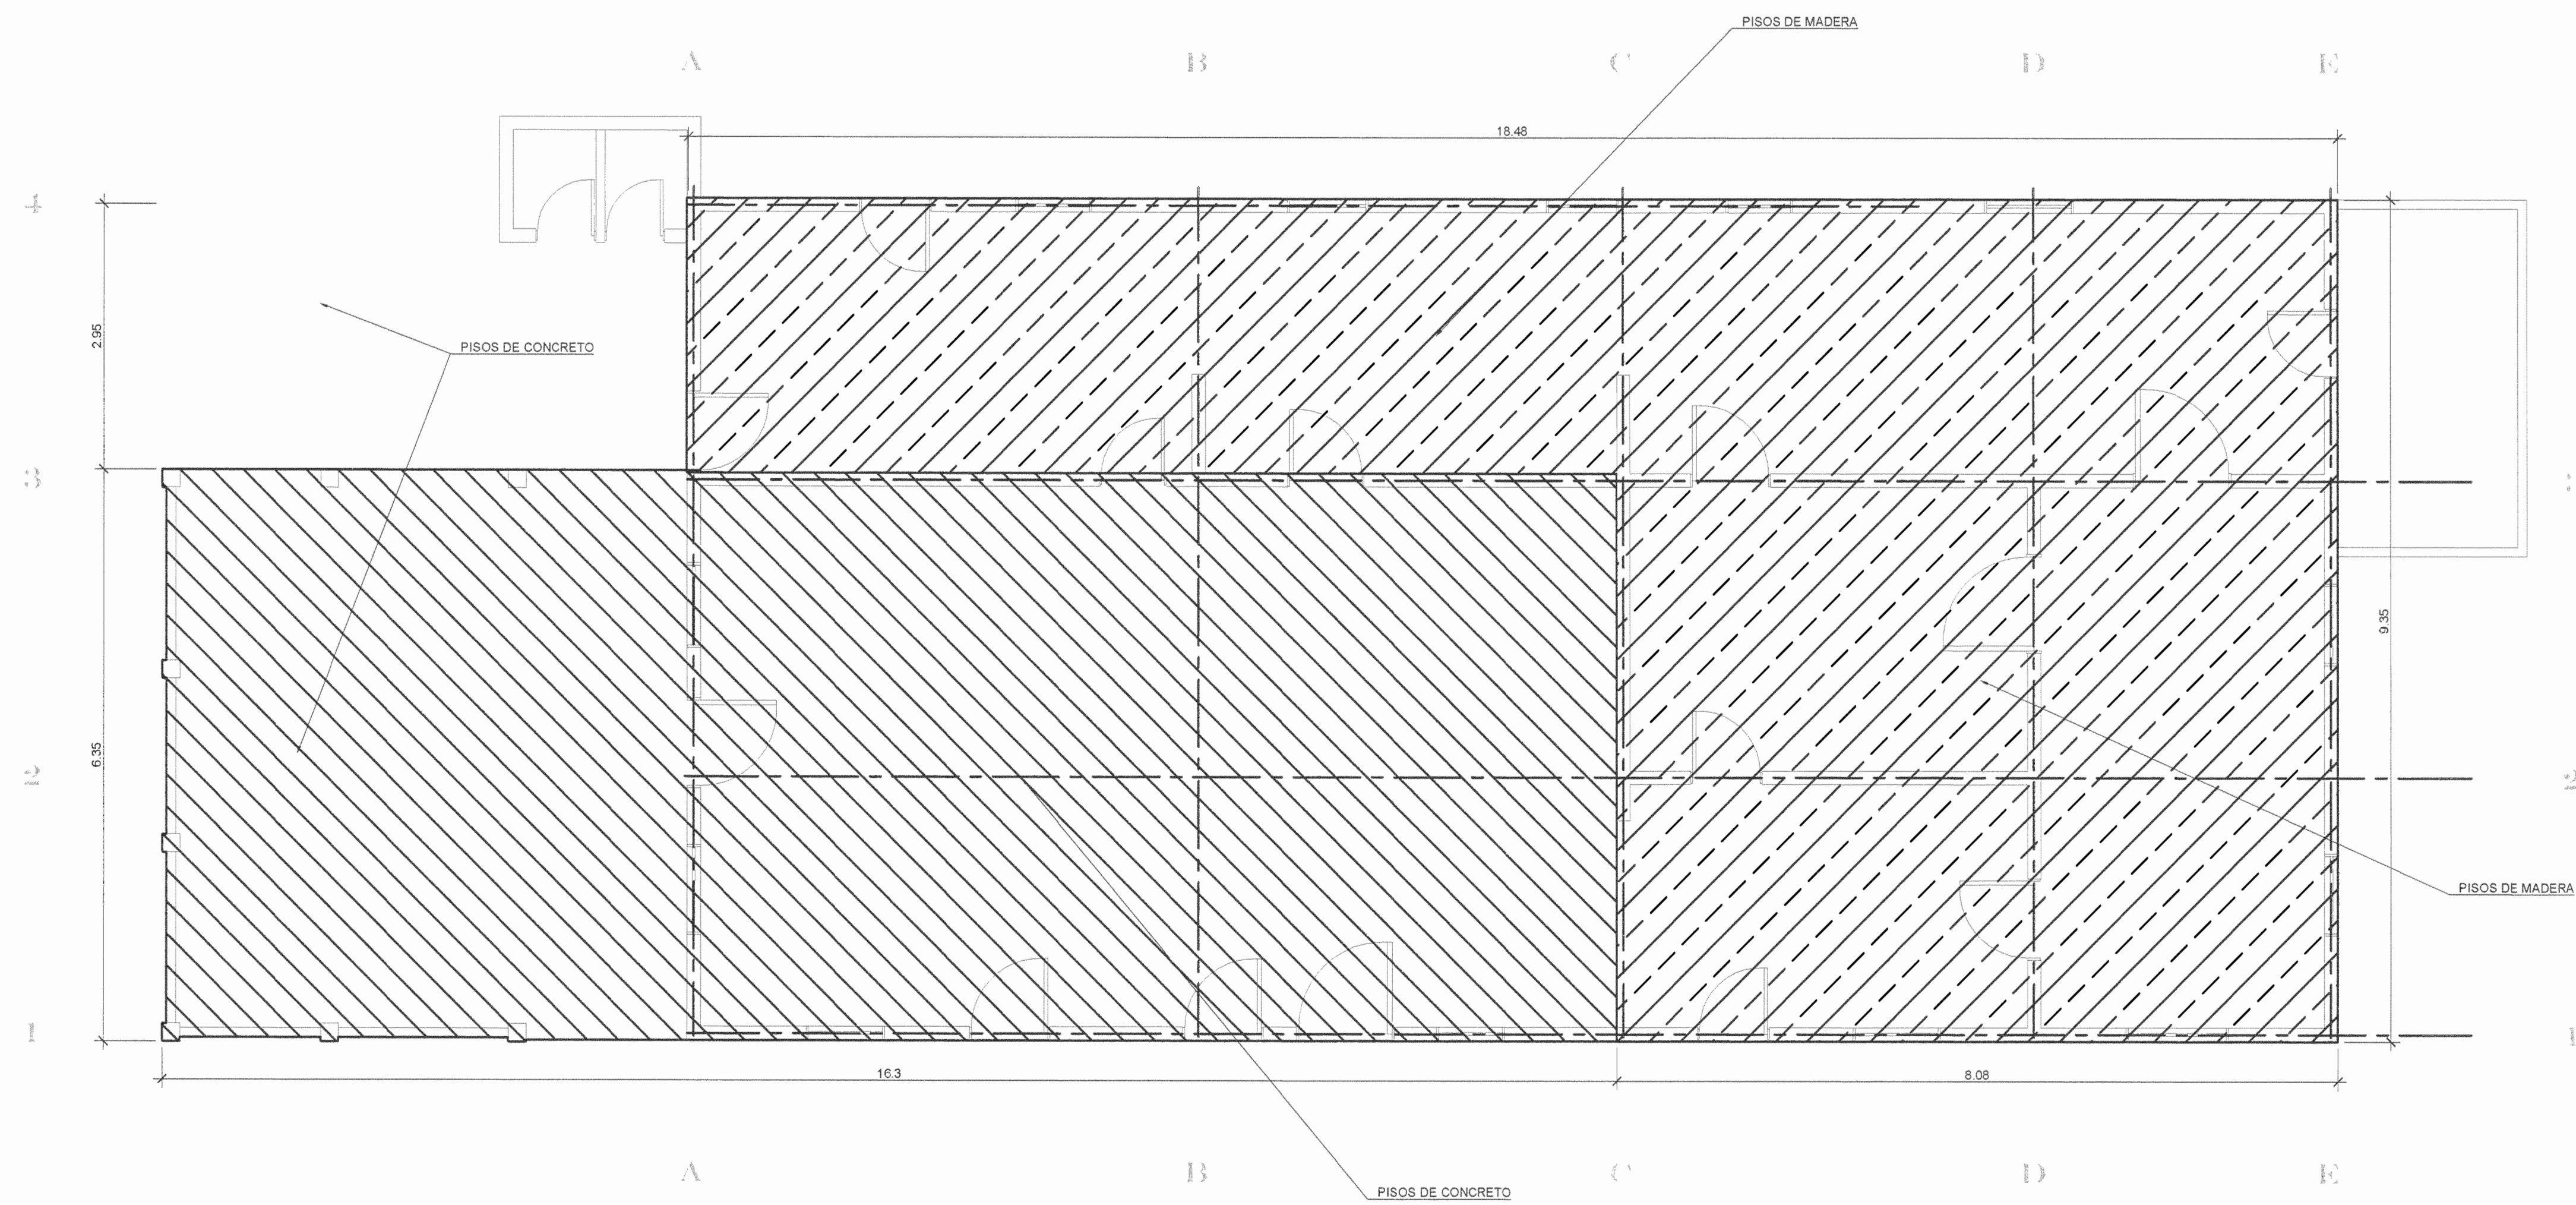 PISOS DE MADERA
A B C D E
18.48
4
2.95
PISOS DE CONCRETO
3
9.35
6.35
2
PISOS DE MADERA
1
16.3
8.08
A B C D E
PISOS DE CONCRETO